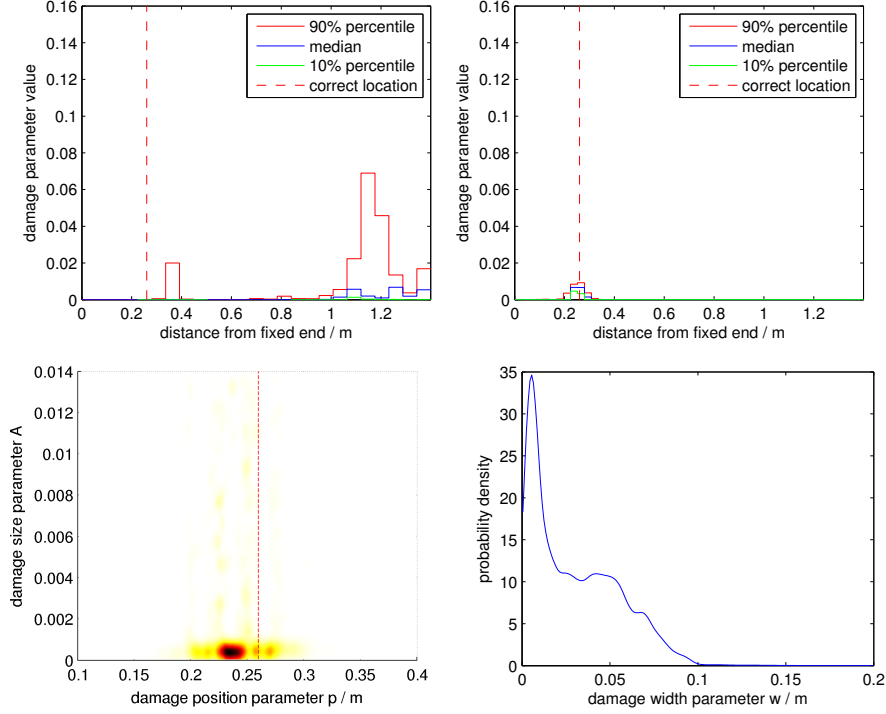 0.16
0.14
0.12
0.1
0.08
0.06
0.04
0.02
0
damage parameter value
90% percentile
median
10% percentile
correct location
0 0.2 0.4 0.6 0.8 1 1.2
distance from fixed end / m
0.16
0.14
0.12
0.1
0.08
0.06
0.04
0.02
0
damage parameter value
90% percentile
median
10% percentile
correct location
0 0.2 0.4 0.6 0.8 1 1.2
distance from fixed end / m
0.014
0.012
0.01
0.008
0.006
0.004
0.002
0
damage size parameter A
0.1 0.15 0.2 0.25 0.3 0.35 0.4
damage position parameter p / m
35
30
25
20
15
10
5
0
probability density
0 0.05 0.1 0.15 0.2
damage width parameter w / m